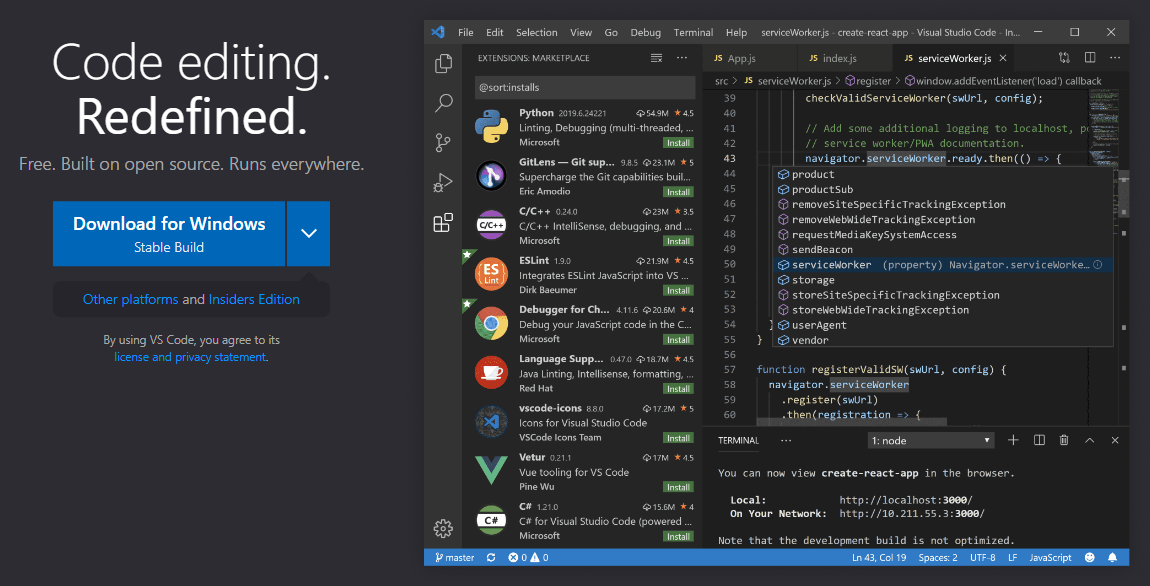 Code editing.
Redefined.
Free. Built on open source. Runs everywhere.
Download for Windows
Stable Build
Other platforms and Insiders Edition
By using VS Code, you agree to its
license and privacy statement.
File Edit Selection View Go Debug Terminal Help serviceWorker.js - create-react-app - Visual Studio Code - In...
EXTENSIONS: MARKETPLACE
@sort:installs
Python 2019.6.24221 54.9M ★ 4.5
Linting, Debugging (multi-threaded, ...
Microsoft Install
GitLens — Git sup... 9.8.5 23.1M ★ 5
Supercharge the Git capabilities buil...
Eric Amodio Install
C/C++
C/C++ 0.24.0 23M ★ 3.5
C/C++ IntelliSense, debugging, and ...
Microsoft Install
ES
Lint
ESLint 1.9.0 21.9M ★ 4.5
Integrates ESLint JavaScript into VS ...
Dirk Baeumer Install
Debugger for Ch... 4.11.6 20.6M ★ 4
Debug your JavaScript code in the C...
Microsoft Install
Language Supp... 0.47.0 18.7M ★ 4.5
Java Linting, Intellisense, formatting, ...
Red Hat Install
vscode-icons 8.8.0 17.2M ★ 5
Icons for Visual Studio Code
VSCode Icons Team Install
Vetur 0.21.1 17M ★ 4.5
Vue tooling for VS Code
Pine Wu Install
C#
C# 1.21.0 15.6M ★ 4
C# for Visual Studio Code (powered ...
Microsoft Install
JS App.js JS index.js JS serviceWorker.js ×
src > JS serviceWorker.js > register > window.addEventListener('load') callback
39 checkValidServiceWorker(swUrl, config);
40
41 // Add some additional logging to localhost, po
42 // service worker/PWA documentation.
43 navigator.serviceWorker.ready.then(() => {
44 product
45 productSub
46 removeSiteSpecificTrackingException
47 removeWebWideTrackingException
48 requestMediaKeySystemAccess
49 sendBeacon
50 serviceWorker (property) Navigator.serviceWorke...
51 storage
52 storeSiteSpecificTrackingException
53 storeWebWideTrackingException
54 } userAgent
55 } vendor
56
57 function registerValidSW(swUrl, config) {
58 navigator.serviceWorker
59 .register(swUrl)
60 .then(registration => {
TERMINAL ... 1: node
You can now view create-react-app in the browser.
Local: http://localhost:3000/
On Your Network: http://10.211.55.3:3000/
Note that the development build is not optimized.
master 0 0 Ln 43, Col 19 Spaces: 2 UTF-8 LF JavaScript